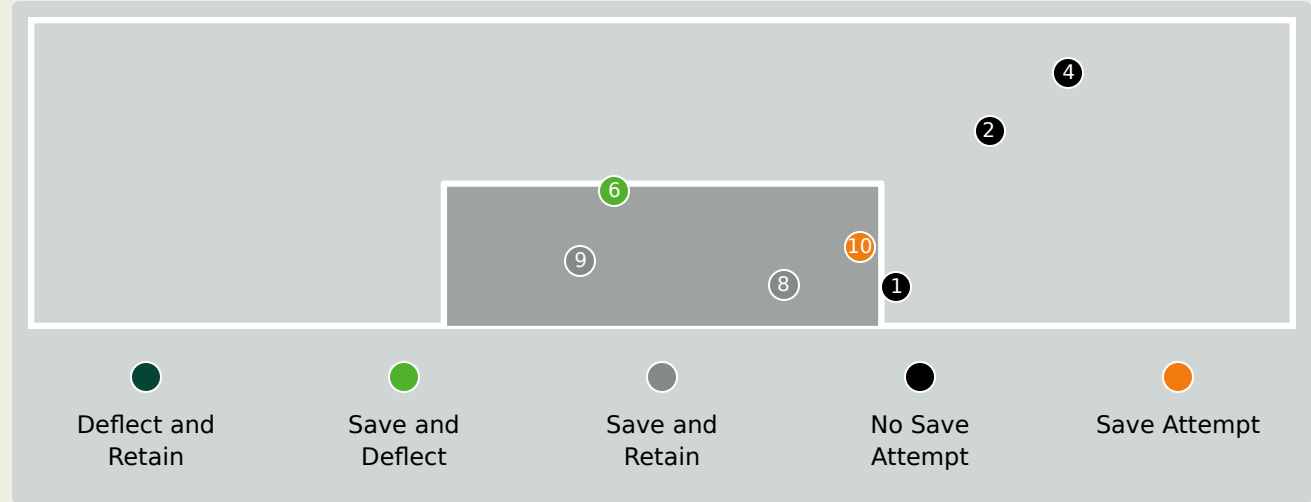 4
2
6
10
9
8
1
Deflect and
Retain
Save and
Deflect
Save and
Retain
No Save
Attempt
Save Attempt